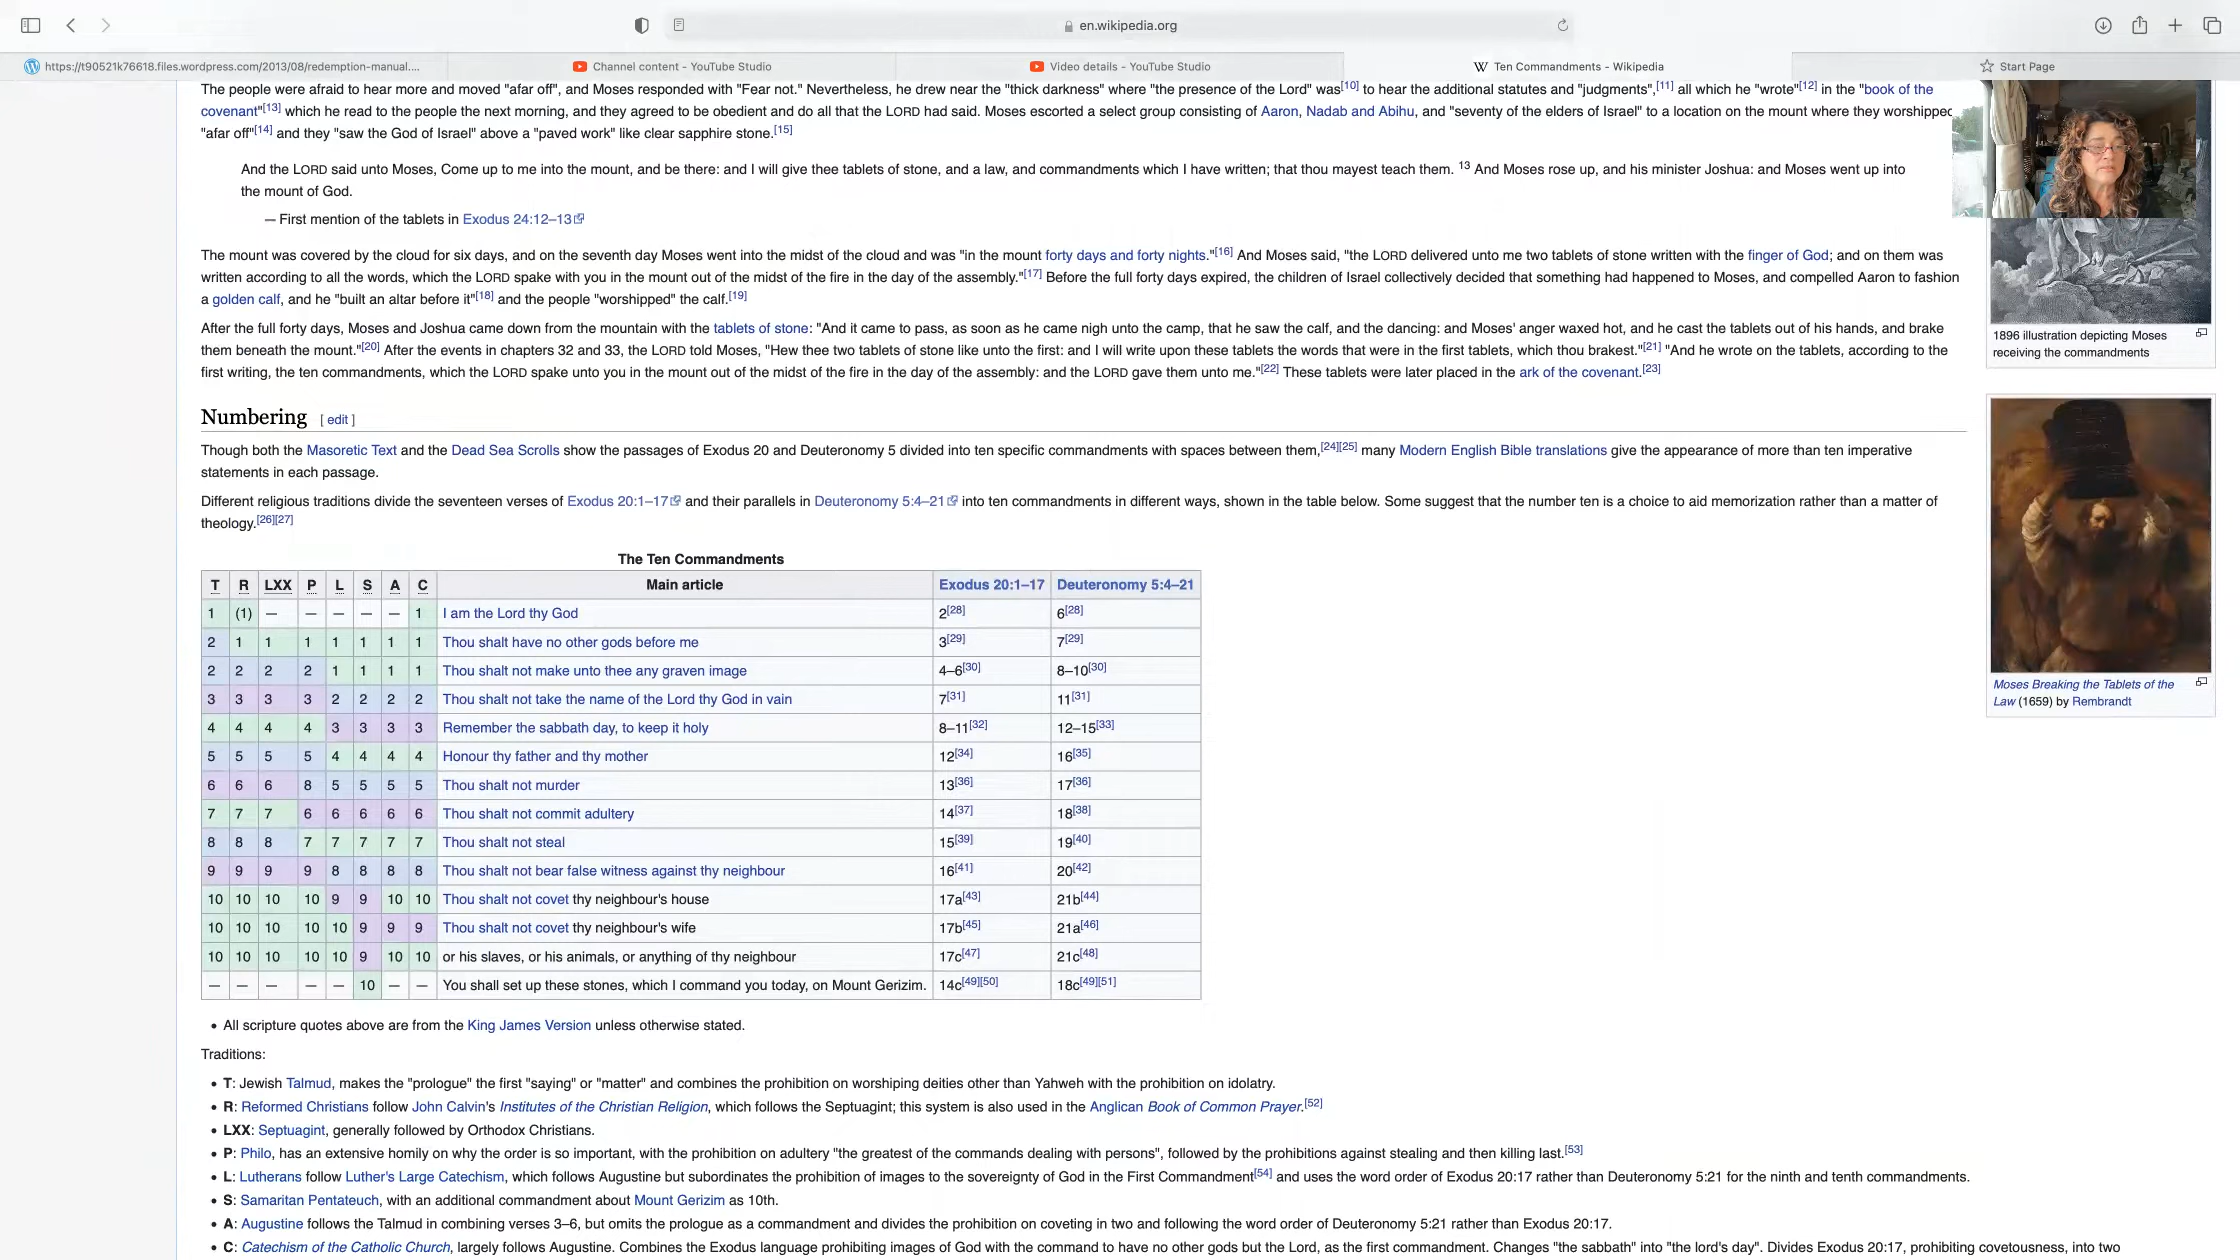 en.wikipedia.org
https://t90521k76618.files.wordpress.com/2013/08/redemption-manual....
Channel content - YouTube Studio
Video details - YouTube Studio
W Ten Commandments - Wikipedia
Start Page
The people were afraid to hear more and moved "afar off", and Moses responded with "Fear not." Nevertheless, he drew near the "thick darkness" where "the presence of the Lord" was[10] to hear the additional statutes and "judgments",[11] all which he "wrote"[12] in the "book of the
covenant"[13] which he read to the people the next morning, and they agreed to be obedient and do all that the LORD had said. Moses escorted a select group consisting of Aaron, Nadab and Abihu, and "seventy of the elders of Israel" to a location on the mount where they worshipped
"afar off"[14] and they "saw the God of Israel" above a "paved work" like clear sapphire stone.[15]
And the LORD said unto Moses, Come up to me into the mount, and be there: and I will give thee tablets of stone, and a law, and commandments which I have written; that thou mayest teach them. 13 And Moses rose up, and his minister Joshua: and Moses went up into
the mount of God.
— First mention of the tablets in Exodus 24:12–13
The mount was covered by the cloud for six days, and on the seventh day Moses went into the midst of the cloud and was "in the mount forty days and forty nights."[16] And Moses said, "the LORD delivered unto me two tablets of stone written with the finger of God; and on them was
written according to all the words, which the LORD spake with you in the mount out of the midst of the fire in the day of the assembly."[17] Before the full forty days expired, the children of Israel collectively decided that something had happened to Moses, and compelled Aaron to fashion
a golden calf, and he "built an altar before it"[18] and the people "worshipped" the calf.[19]
After the full forty days, Moses and Joshua came down from the mountain with the tablets of stone: "And it came to pass, as soon as he came nigh unto the camp, that he saw the calf, and the dancing: and Moses' anger waxed hot, and he cast the tablets out of his hands, and brake
them beneath the mount."[20] After the events in chapters 32 and 33, the LORD told Moses, "Hew thee two tablets of stone like unto the first: and I will write upon these tablets the words that were in the first tablets, which thou brakest."[21] "And he wrote on the tablets, according to the
first writing, the ten commandments, which the LORD spake unto you in the mount out of the midst of the fire in the day of the assembly: and the LORD gave them unto me."[22] These tablets were later placed in the ark of the covenant.[23]
1896 illustration depicting Moses
receiving the commandments
Moses Breaking the Tablets of the
Law (1659) by Rembrandt
Numbering [ edit ]
Though both the Masoretic Text and the Dead Sea Scrolls show the passages of Exodus 20 and Deuteronomy 5 divided into ten specific commandments with spaces between them,[24][25] many Modern English Bible translations give the appearance of more than ten imperative
statements in each passage.
Different religious traditions divide the seventeen verses of Exodus 20:1–17 and their parallels in Deuteronomy 5:4–21 into ten commandments in different ways, shown in the table below. Some suggest that the number ten is a choice to aid memorization rather than a matter of
theology.[26][27]
The Ten Commandments
T R LXX P L S A C Main article Exodus 20:1–17 Deuteronomy 5:4–21
1 (1) — — — — — 1 I am the Lord thy God 2[28] 6[28]
2 1 1 1 1 1 1 1 Thou shalt have no other gods before me 3[29] 7[29]
2 2 2 2 1 1 1 1 Thou shalt not make unto thee any graven image 4–6[30] 8–10[30]
3 3 3 3 2 2 2 2 Thou shalt not take the name of the Lord thy God in vain 7[31] 11[31]
4 4 4 4 3 3 3 3 Remember the sabbath day, to keep it holy 8–11[32] 12–15[33]
5 5 5 5 4 4 4 4 Honour thy father and thy mother 12[34] 16[35]
6 6 6 8 5 5 5 5 Thou shalt not murder 13[36] 17[36]
7 7 7 6 6 6 6 6 Thou shalt not commit adultery 14[37] 18[38]
8 8 8 7 7 7 7 7 Thou shalt not steal 15[39] 19[40]
9 9 9 9 8 8 8 8 Thou shalt not bear false witness against thy neighbour 16[41] 20[42]
10 10 10 10 9 9 10 10 Thou shalt not covet thy neighbour's house 17a[43] 21b[44]
10 10 10 10 10 9 9 9 Thou shalt not covet thy neighbour's wife 17b[45] 21a[46]
10 10 10 10 10 9 10 10 or his slaves, or his animals, or anything of thy neighbour 17c[47] 21c[48]
— — — — — 10 — — You shall set up these stones, which I command you today, on Mount Gerizim. 14c[49][50] 18c[49][51]
• All scripture quotes above are from the King James Version unless otherwise stated.
Traditions:
• T: Jewish Talmud, makes the "prologue" the first "saying" or "matter" and combines the prohibition on worshiping deities other than Yahweh with the prohibition on idolatry.
• R: Reformed Christians follow John Calvin's Institutes of the Christian Religion, which follows the Septuagint; this system is also used in the Anglican Book of Common Prayer.[52]
• LXX: Septuagint, generally followed by Orthodox Christians.
• P: Philo, has an extensive homily on why the order is so important, with the prohibition on adultery "the greatest of the commands dealing with persons", followed by the prohibitions against stealing and then killing last.[53]
• L: Lutherans follow Luther's Large Catechism, which follows Augustine but subordinates the prohibition of images to the sovereignty of God in the First Commandment[54] and uses the word order of Exodus 20:17 rather than Deuteronomy 5:21 for the ninth and tenth commandments.
• S: Samaritan Pentateuch, with an additional commandment about Mount Gerizim as 10th.
• A: Augustine follows the Talmud in combining verses 3–6, but omits the prologue as a commandment and divides the prohibition on coveting in two and following the word order of Deuteronomy 5:21 rather than Exodus 20:17.
• C: Catechism of the Catholic Church, largely follows Augustine. Combines the Exodus language prohibiting images of God with the command to have no other gods but the Lord, as the first commandment. Changes "the sabbath" into "the lord's day". Divides Exodus 20:17, prohibiting covetousness, into two